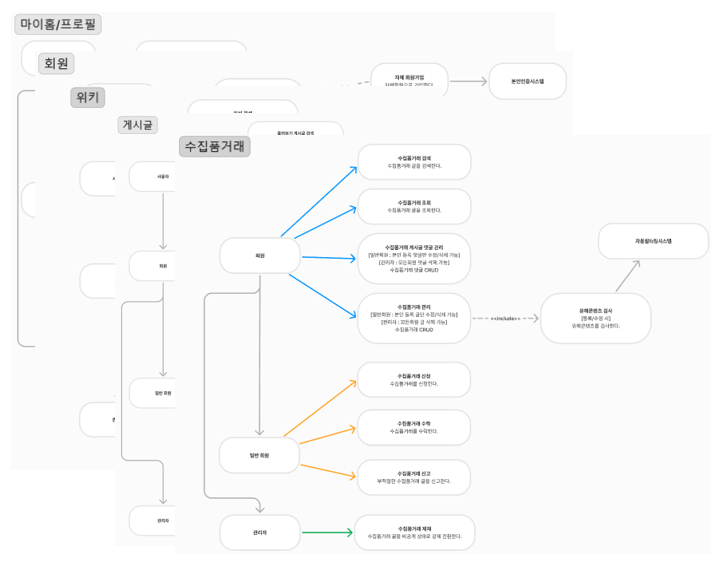 마이홈/프로필
회원
자체 회원가입
본인인증시스템
위키
게시글
수집품거래
사용자
회원
일반 회원
관리자
회원
일반 회원
관리자
수집품거래 검색
수집품거래 글을 검색한다.
수집품거래 조회
수집품거래 글을 조회한다.
수집품거래 게시글 댓글 관리
[일반회원 : 본인 등록 댓글만 수정/삭제 가능]
[관리자 : 모든회원 댓글 삭제 가능]
수집품거래 댓글 CRUD
수집품거래 관리
[일반회원 : 본인 등록 글만 수정/삭제 가능]
[관리자 : 모든회원 글 삭제 가능]
수집품거래 CRUD
<<include>>
유해콘텐츠 검사
[등록/수정 시]
유해콘텐츠를 검사한다.
자동필터링시스템
수집품거래 신청
수집품거래를 신청한다.
수집품거래 수락
수집품거래를 수락한다.
수집품거래 신고
부적절한 수집품거래 글을 신고한다.
수집품거래 제재
수집품거래 글을 비공개 상태로 강제 전환한다.